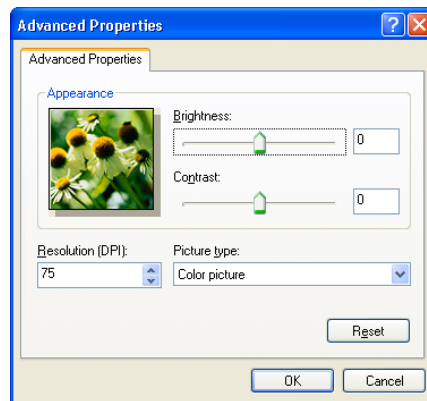 Advanced Properties
Advanced Properties
Appearance
Brightness:
0
Contrast:
0
Resolution (DPI):
Picture type:
75
Color picture
Reset
OK
Cancel